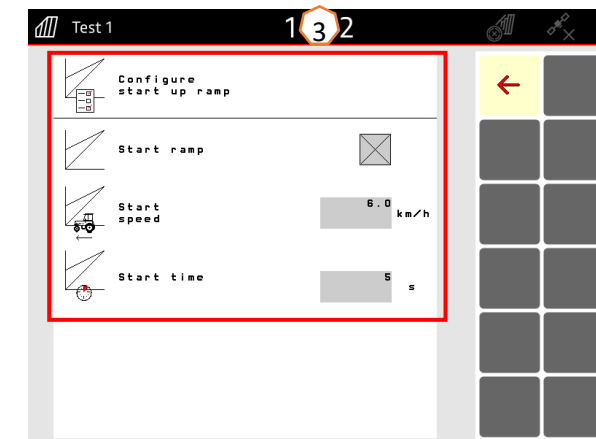 Test 1
1 3 2
Configure
start up ramp
Start ramp
Start
speed
6.0
km/h
Start time
5
s